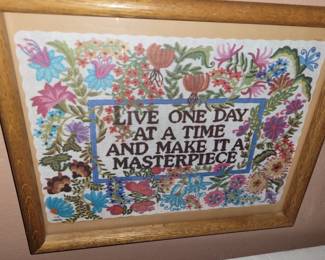 LIVE ONE DAY
AT A TIME
AND MAKE IT A
MASTERPIECE